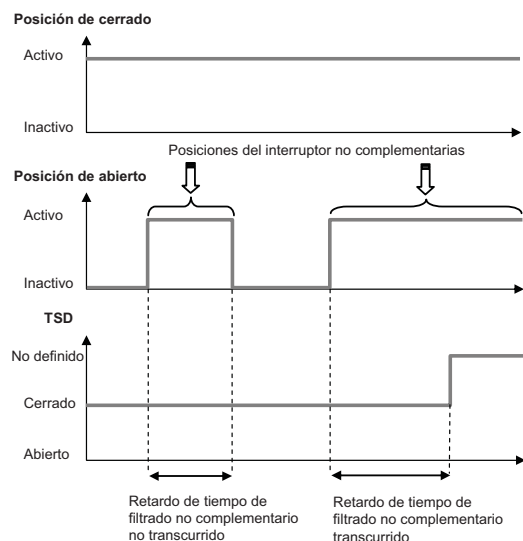 Posición de cerrado
Activo
Inactivo
Posiciones del interruptor no complementarias
Posición de abierto
Activo
Inactivo
TSD
No definido
Cerrado
Abierto
Retardo de tiempo de
filtrado no complementario
no transcurrido
Retardo de tiempo de
filtrado no complementario
transcurrido